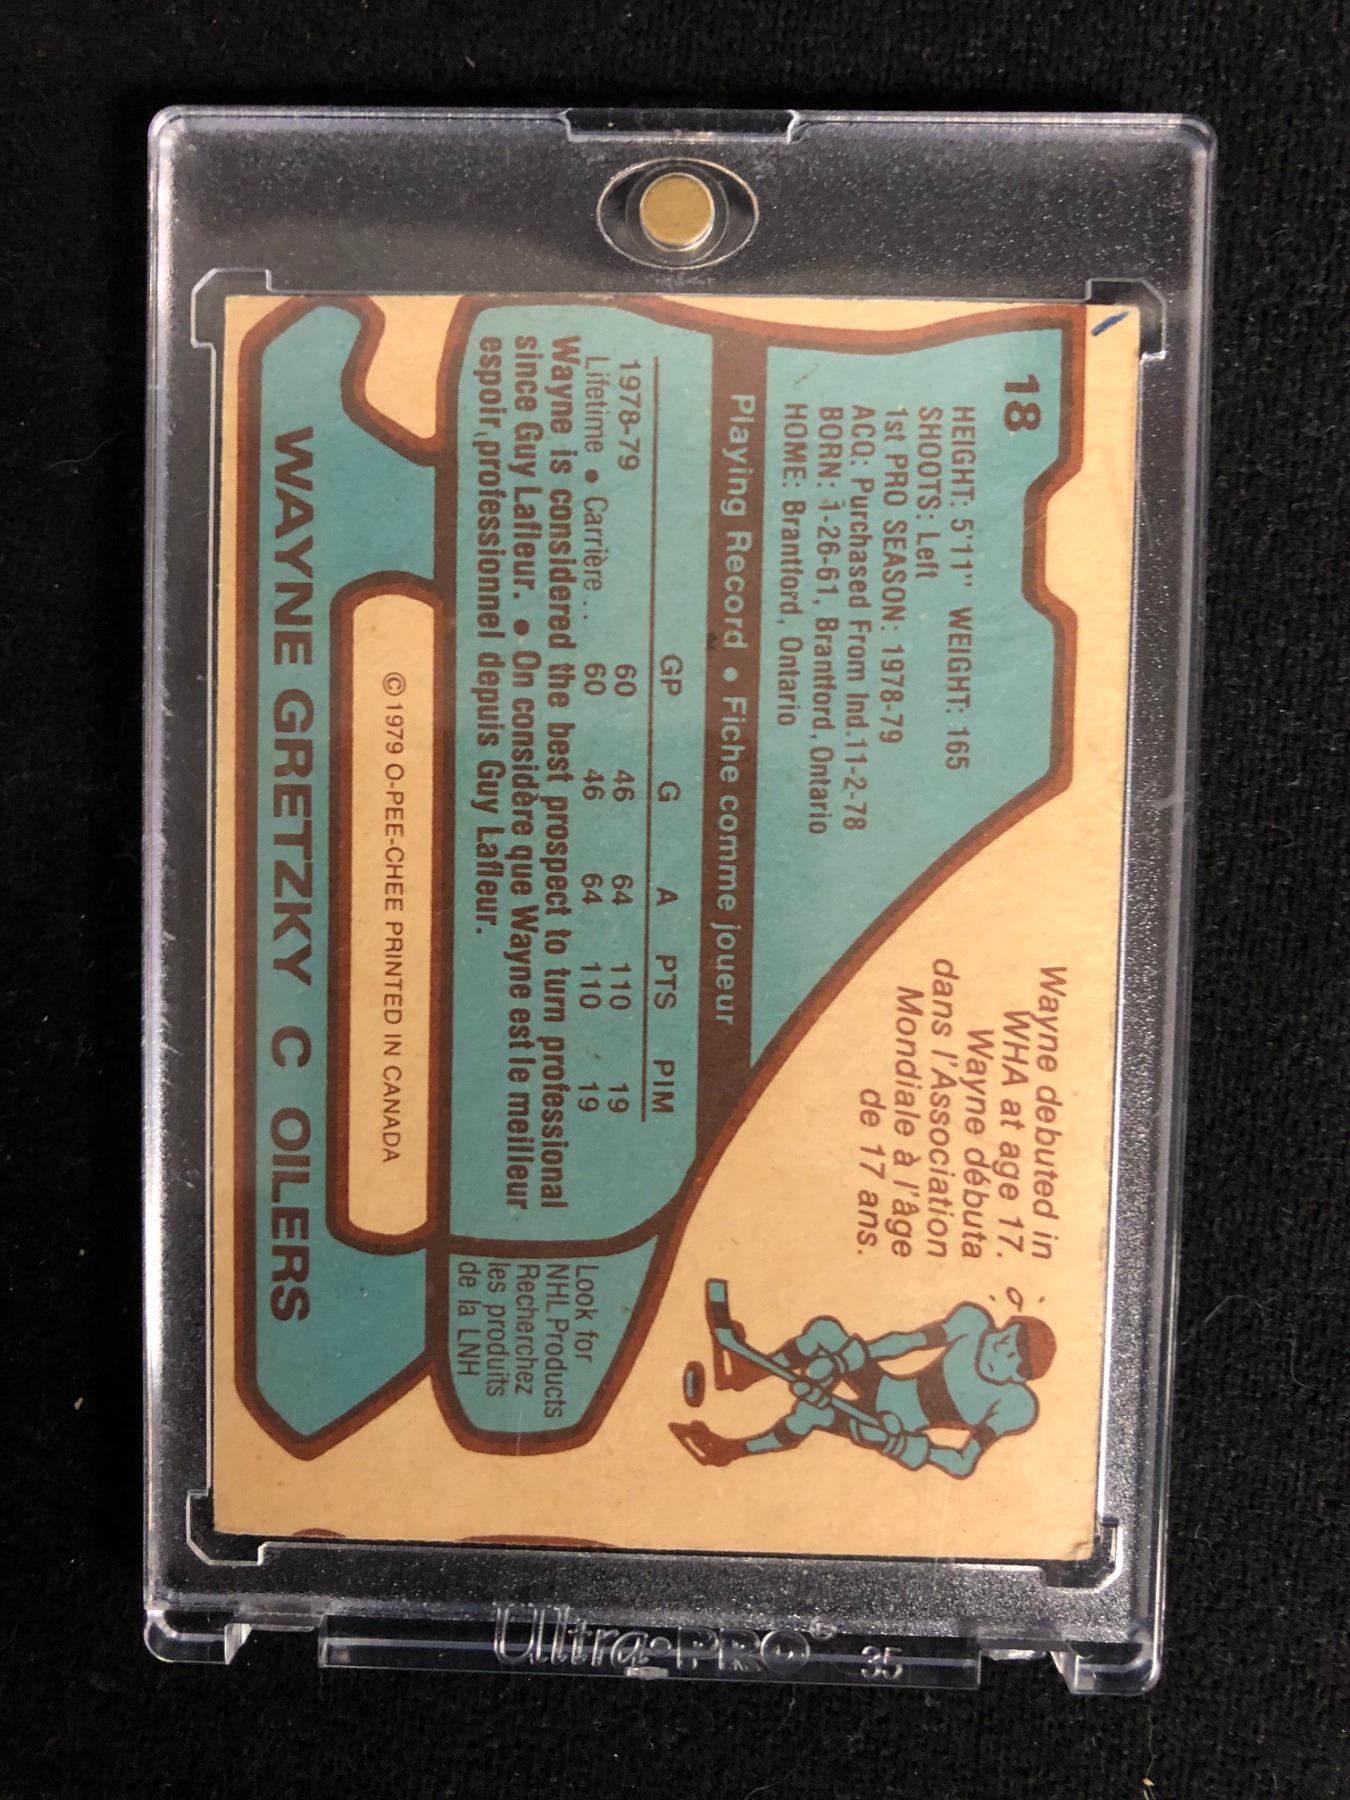 18
HEIGHT: 5'11" WEIGHT: 165
SHOOTS: Left
1st PRO SEASON: 1978-79
ACQ: Purchased From Ind. 11-2-78
BORN: 1-26-61, Brantford, Ontario
HOME: Brantford, Ontario
Wayne debuted in
WHA at age 17.
Wayne débuta
dans l'Association
Mondiale à l'âge
de 17 ans.
Playing Record • Fiche comme joueur
GP G A PTS PIM
1978-79 60 46 64 110 19
Lifetime • Carrière... 60 46 64 110 19
Wayne is considered the best prospect to turn professional
since Guy Lafleur. • On considère que Wayne est le meilleur
espoir professionnel depuis Guy Lafleur.
Look for
NHL Products
Recherchez
les produits
de la LNH
© 1979 O-PEE-CHEE PRINTED IN CANADA
WAYNE GRETZKY C OILERS
Ultra•PRO® 35